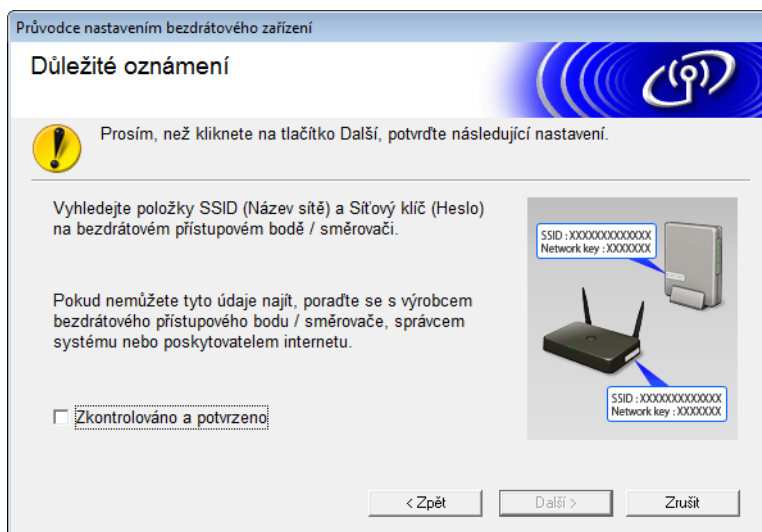 Průvodce nastavením bezdrátového zařízení
Důležité oznámení
Prosím, než kliknete na tlačítko Další, potvrďte následující nastavení.
Vyhledejte položky SSID (Název sítě) a Síťový klíč (Heslo)
na bezdrátovém přístupovém bodě / směrovači.
SSID : XXXXXXXXXXXXX
Network key : XXXXXXX
Pokud nemůžete tyto údaje najít, poraďte se s výrobcem
bezdrátového přístupového bodu / směrovače, správcem
systému nebo poskytovatelem internetu.
SSID : XXXXXXXXXXXXX
Network key : XXXXXXX
Zkontrolováno a potvrzeno
< Zpět
Další >
Zrušit